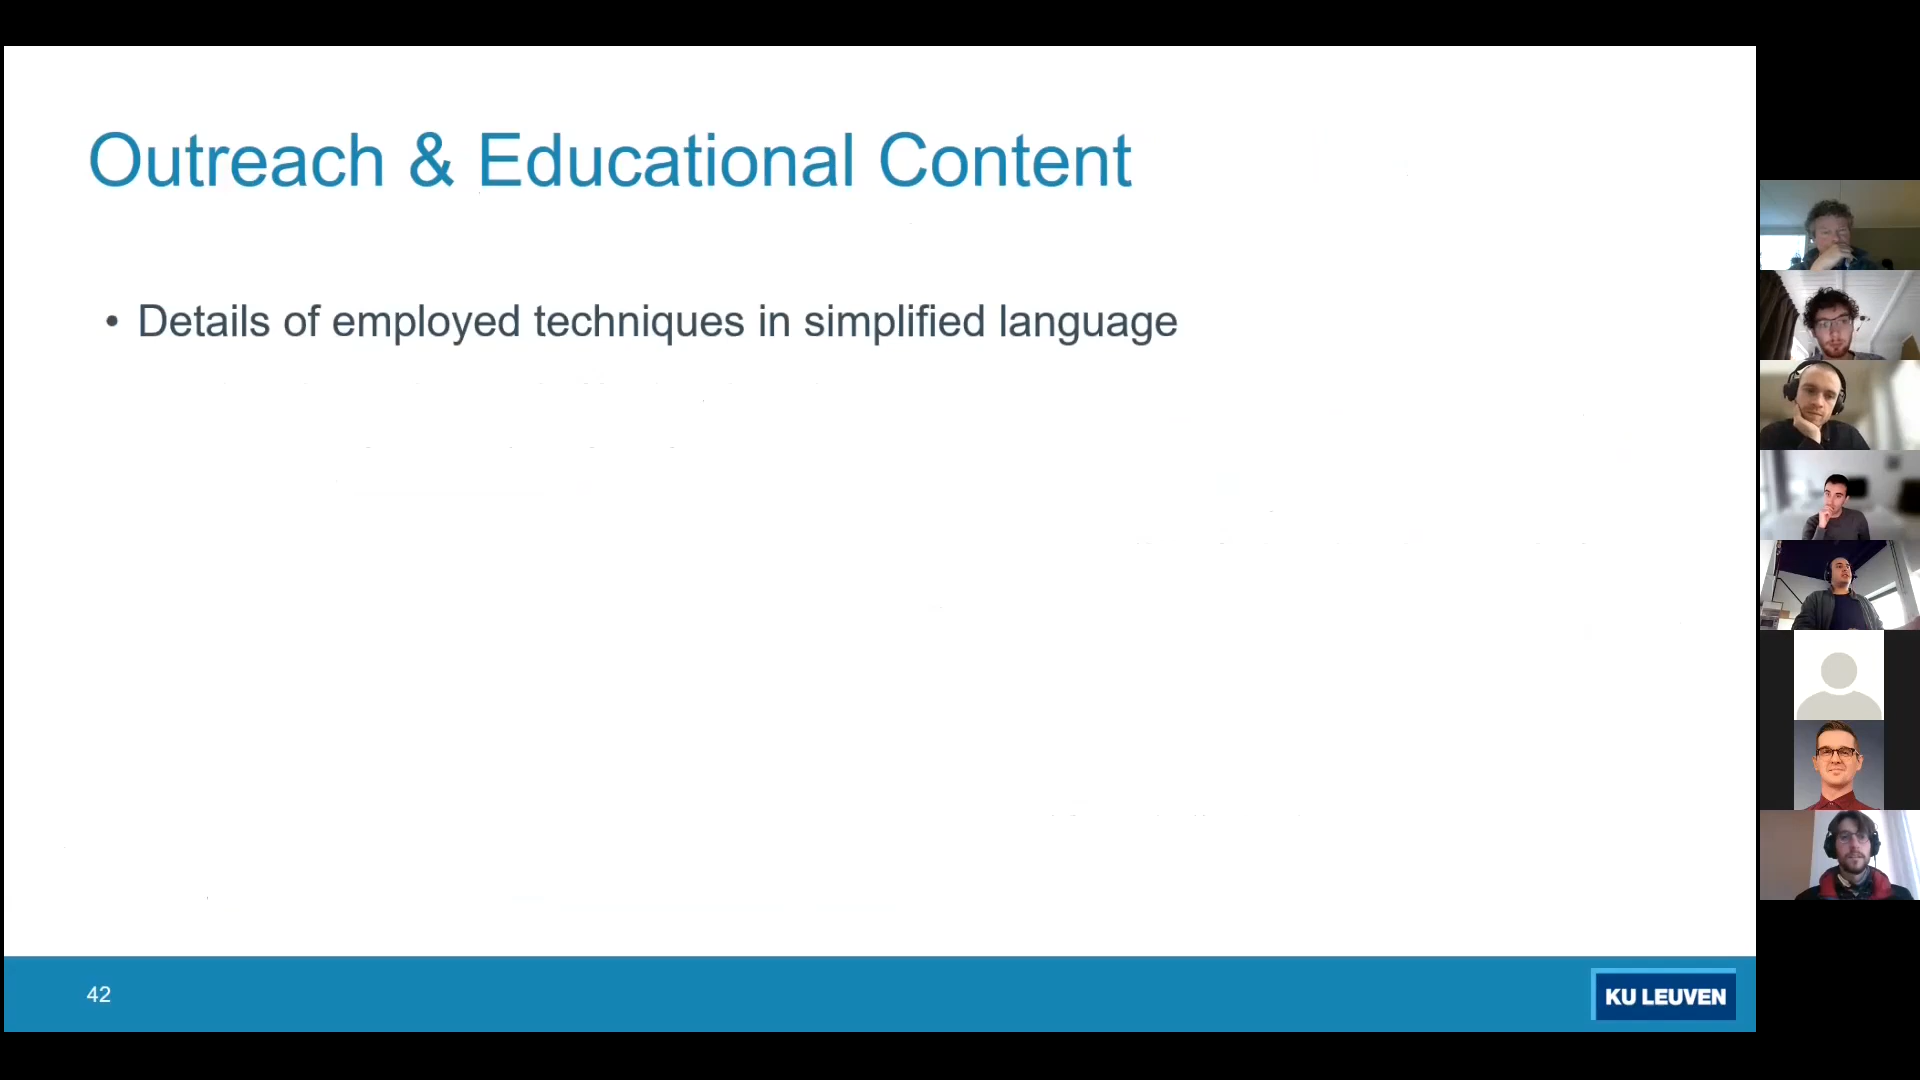 Outreach & Educational Content
• Details of employed techniques in simplified language
42
KU LEUVEN